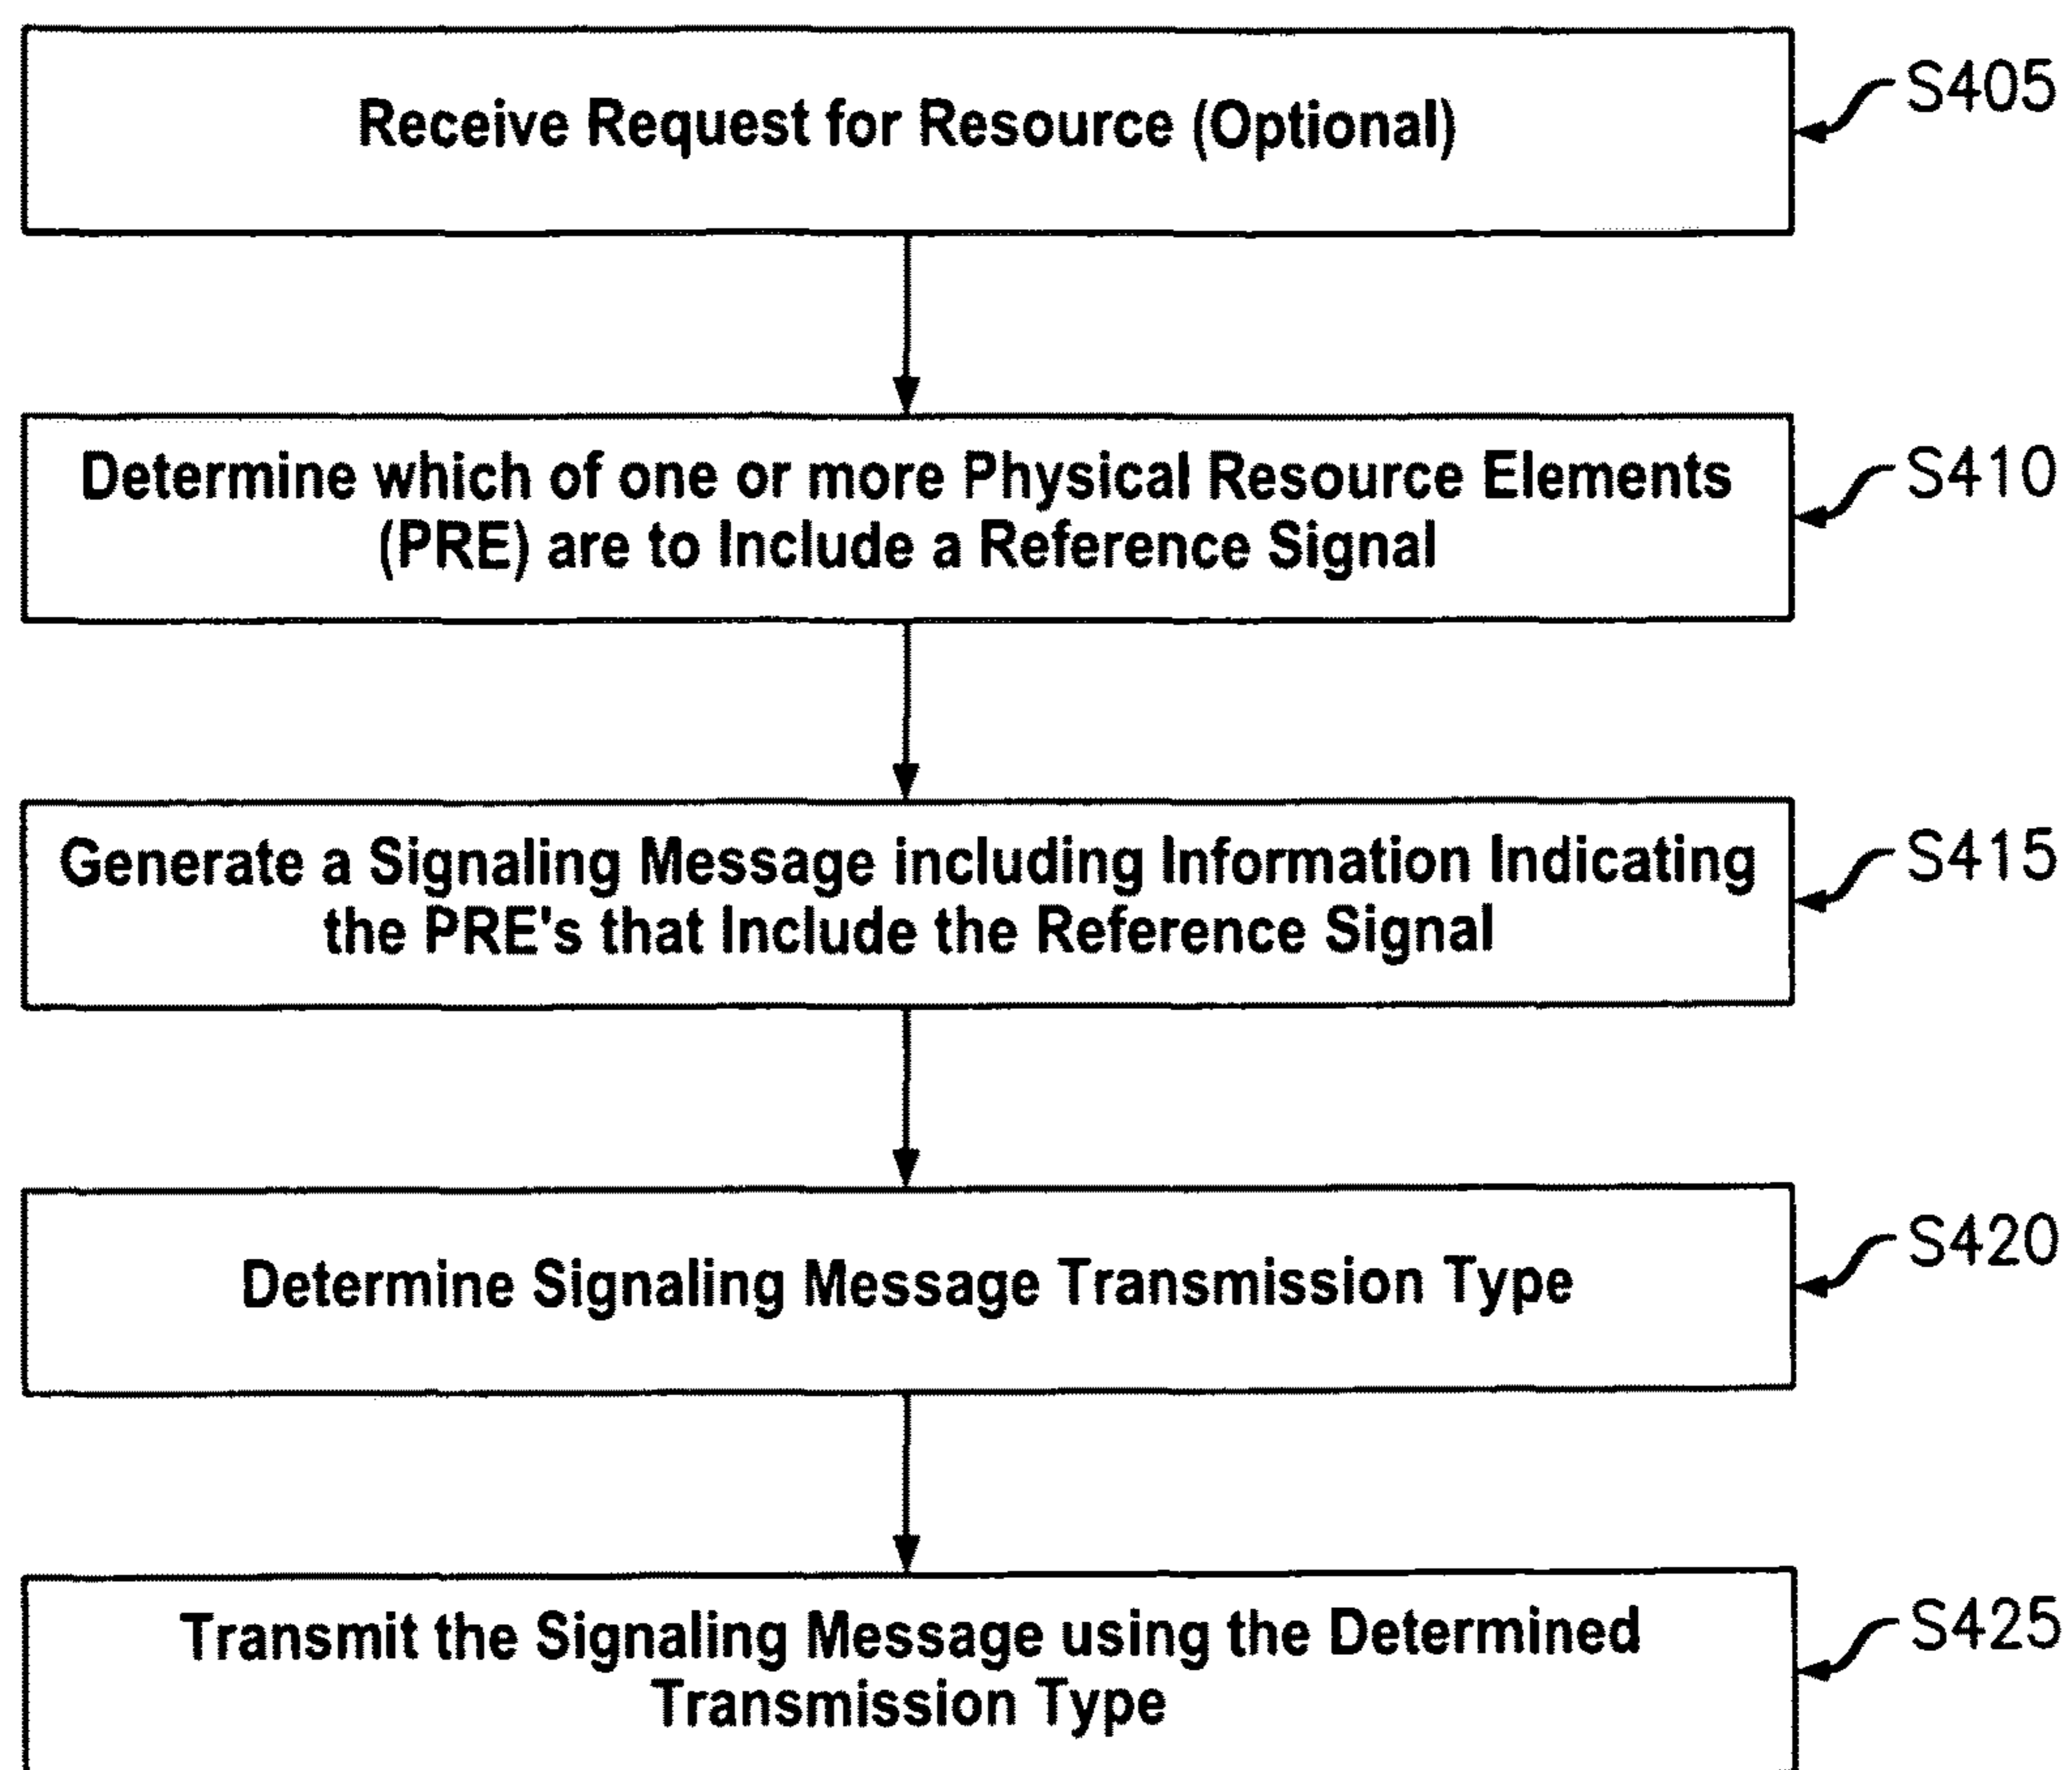 Receive Request for Resource (Optional)
S405
Determine which of one or more Physical Resource Elements
(PRE) are to Include a Reference Signal
S410
Generate a Signaling Message including Information Indicating
the PRE's that Include the Reference Signal
S415
Determine Signaling Message Transmission Type
S420
Transmit the Signaling Message using the Determined
Transmission Type
S425